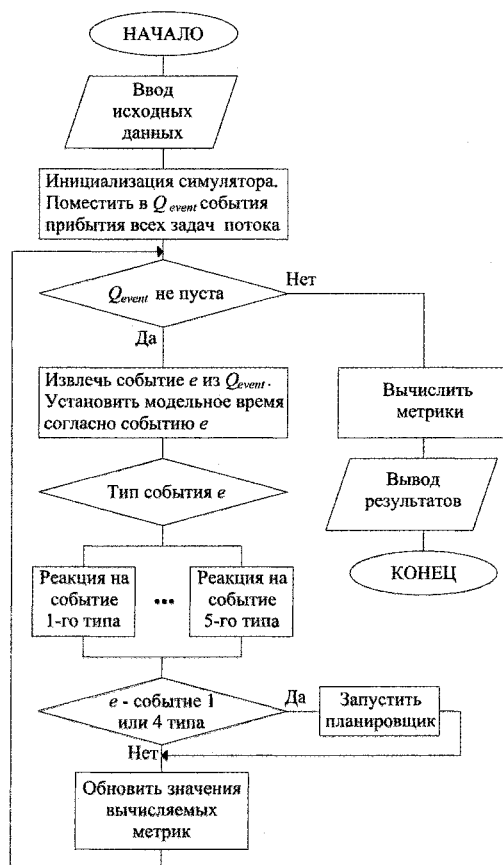 НАЧАЛО
Ввод
исходных
данных
Инициализация симулятора.
Поместить в Q event события
прибытия всех задач потока
Qevent не пуста
Нет
Да
Извлечь событие e из Qevent.
Установить модельное время
согласно событию e
Вычислить
метрики
Вывод
результатов
КОНЕЦ
Тип события e
Реакция на
событие
1-го типа
...
Реакция на
событие
5-го типа
e - событие 1
или 4 типа
Да
Запустить
планировщик
Нет
Обновить значения
вычисляемых
метрик